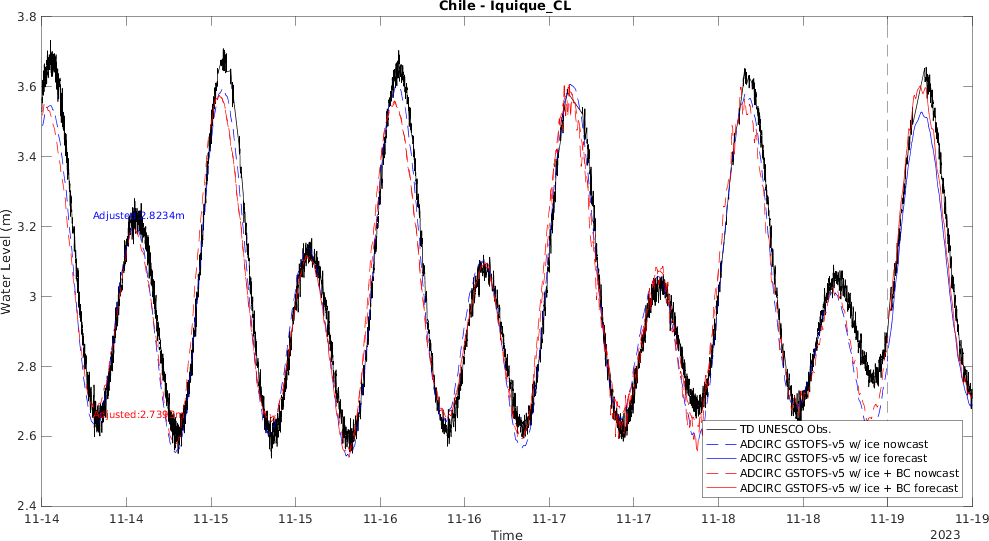 Chile - Iquique_CL
3.8
3.6
3.4
3.2
3
2.8
2.6
2.4
Water Level (m)
Adjusted:2.8234m
TD UNESCO Obs.
ADCIRC GSTOFS-v5 w/ ice nowcast
ADCIRC GSTOFS-v5 w/ ice forecast
ADCIRC GSTOFS-v5 w/ ice + BC nowcast
ADCIRC GSTOFS-v5 w/ ice + BC forecast
11-14 11-14 11-15 11-15 11-16 11-16 11-17 11-17 11-18 11-18 11-19 11-19
Time
2023